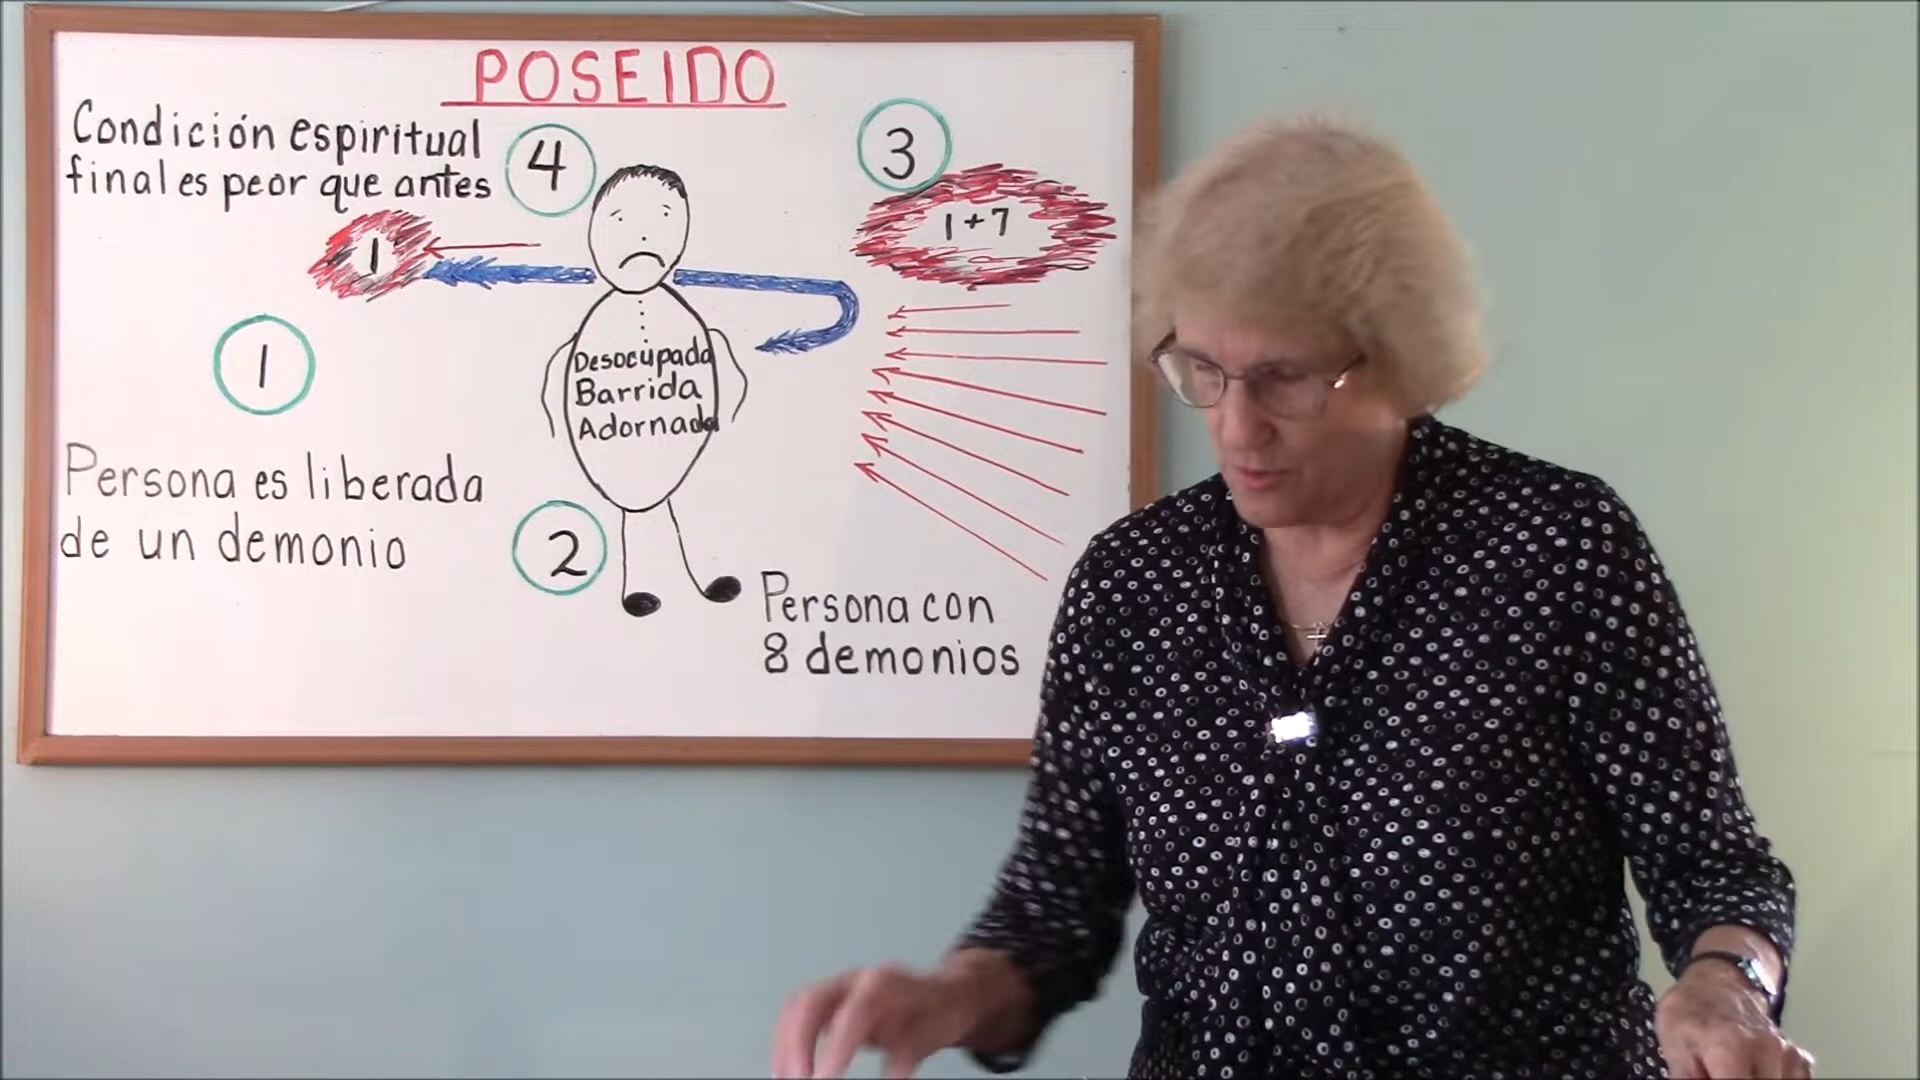 POSEIDO
Condición espiritual
final es peor que antes
4
3
1+7
1
1
Desocupada
Barrida
Adornada
Persona es liberada
de un demonio
2
Persona con
8 demonios